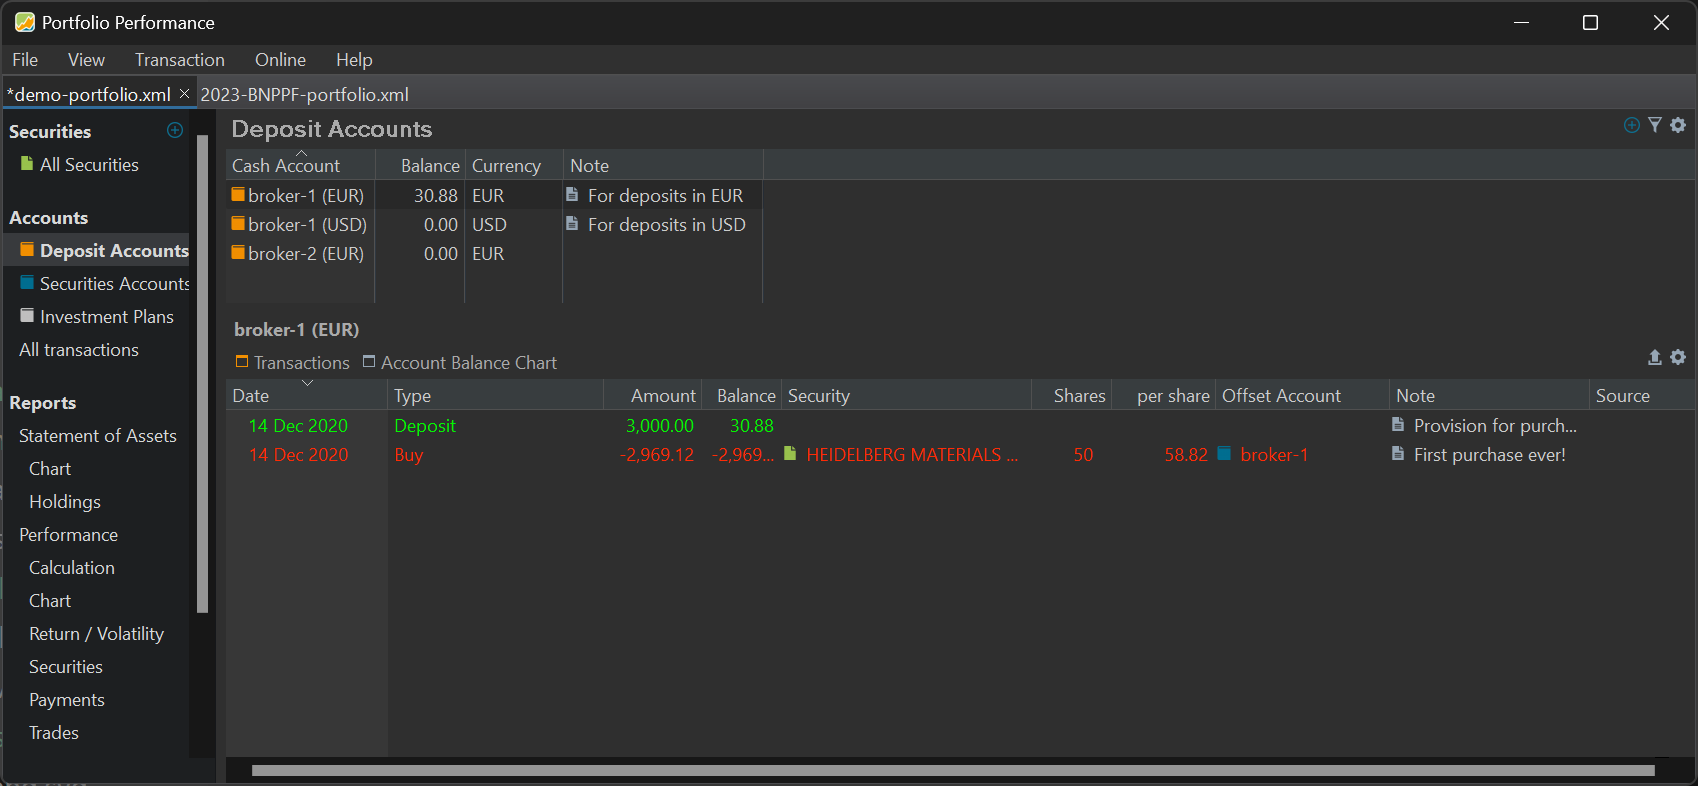 Portfolio Performance
File View Transaction Online Help
*demo-portfolio.xml 2023-BNPPF-portfolio.xml
Securities
All Securities
Accounts
Deposit Accounts
Securities Accounts
Investment Plans
All transactions
Reports
Statement of Assets
Chart
Holdings
Performance
Calculation
Chart
Return / Volatility
Securities
Payments
Trades
Deposit Accounts
Cash Account Balance Currency Note
broker-1 (EUR) 30.88 EUR For deposits in EUR
broker-1 (USD) 0.00 USD For deposits in USD
broker-2 (EUR) 0.00 EUR
broker-1 (EUR)
Transactions Account Balance Chart
Date Type Amount Balance Security Shares per share Offset Account Note Source
14 Dec 2020 Deposit 3,000.00 30.88 Provision for purch...
14 Dec 2020 Buy -2,969.12 -2,969... HEIDELBERG MATERIALS ... 50 58.82 broker-1 First purchase ever!